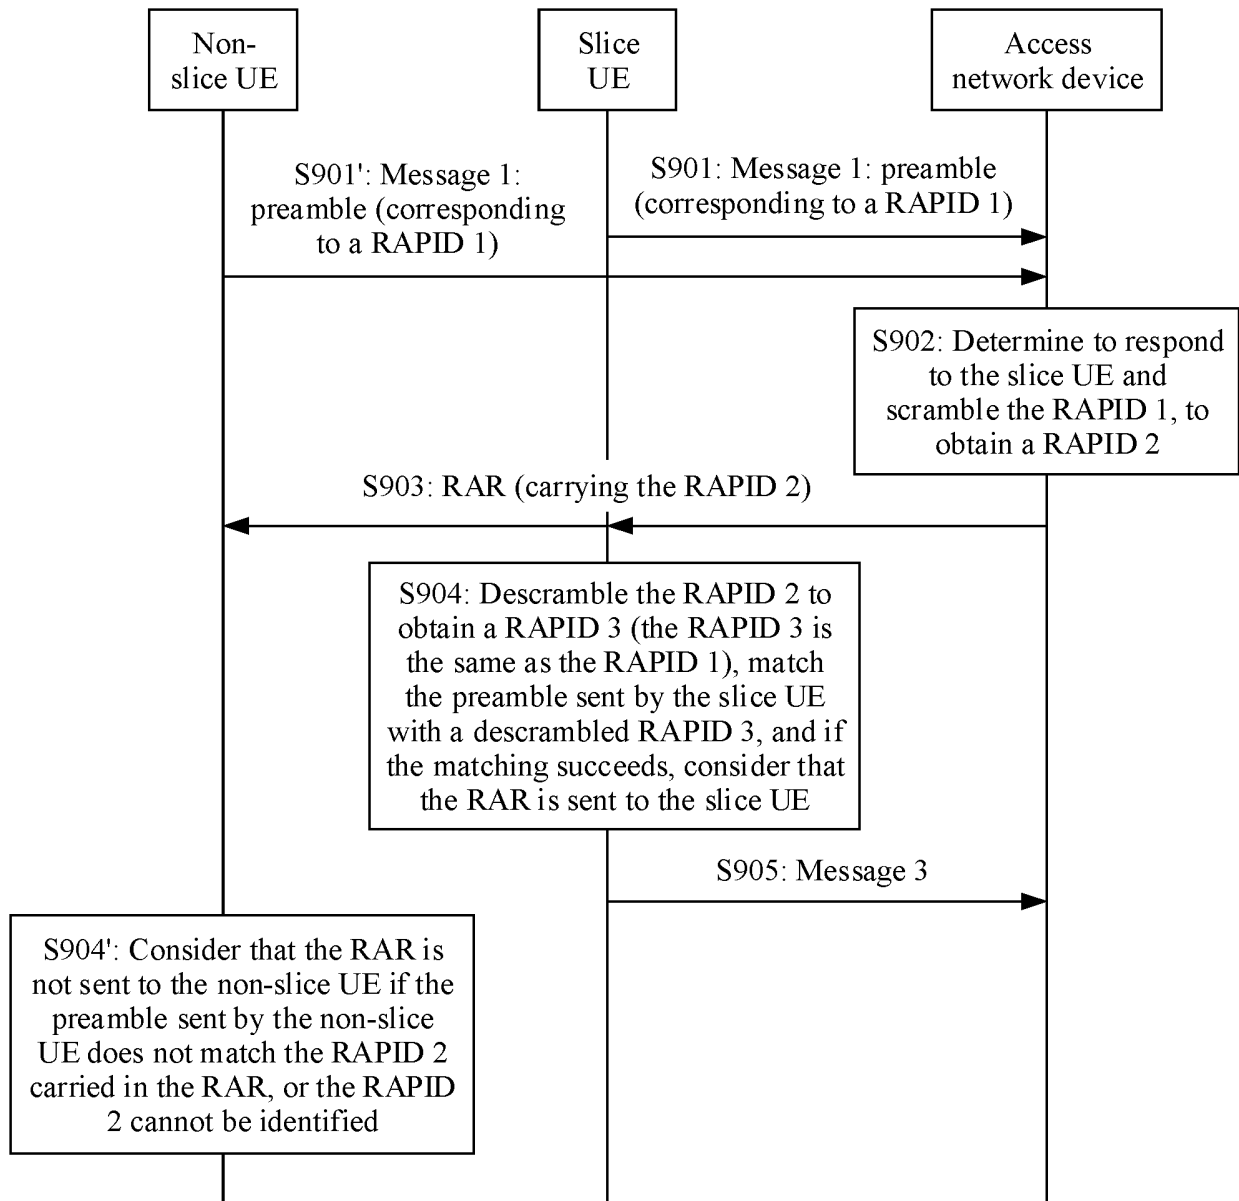 Non-
slice UE
Slice
UE
Access
network device
S901': Message 1:
preamble (corresponding
to a RAPID 1)
S901: Message 1: preamble
(corresponding to a RAPID 1)
S902: Determine to respond
to the slice UE and
scramble the RAPID 1, to
obtain a RAPID 2
S903: RAR (carrying the RAPID 2)
S904: Descramble the RAPID 2 to
obtain a RAPID 3 (the RAPID 3 is
the same as the RAPID 1), match
the preamble sent by the slice UE
with a descrambled RAPID 3, and if
the matching succeeds, consider that
the RAR is sent to the slice UE
S905: Message 3
S904': Consider that the RAR is
not sent to the non-slice UE if the
preamble sent by the non-slice
UE does not match the RAPID 2
carried in the RAR, or the RAPID
2 cannot be identified